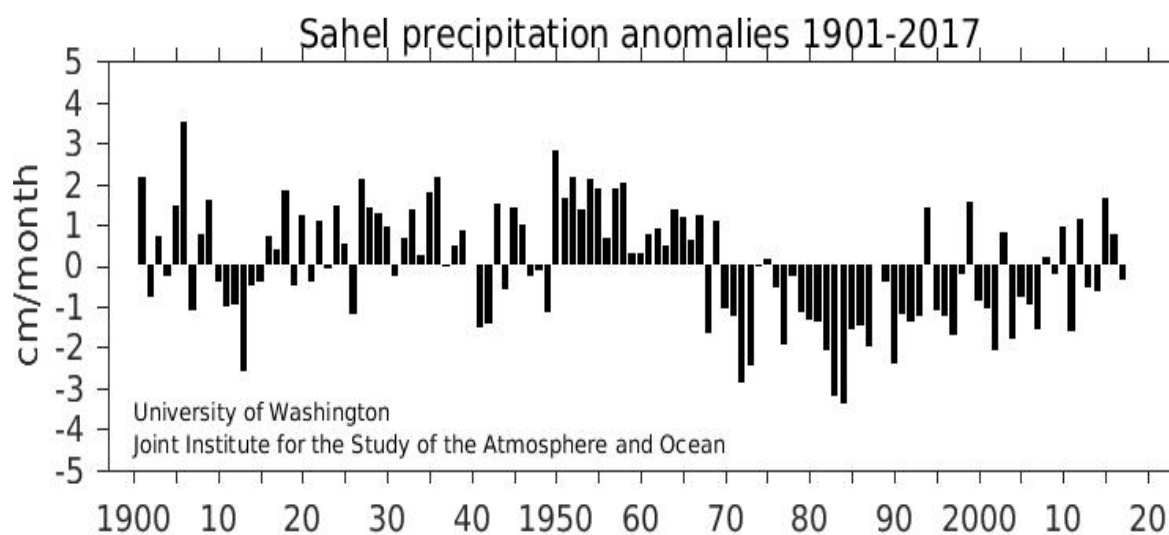 Sahel precipitation anomalies 1901-2017
5
4
3
2
1
0
-1
-2
-3
-4
-5
cm/month
University of Washington
Joint Institute for the Study of the Atmosphere and Ocean
1900 10 20 30 40 1950 60 70 80 90 2000 10 20